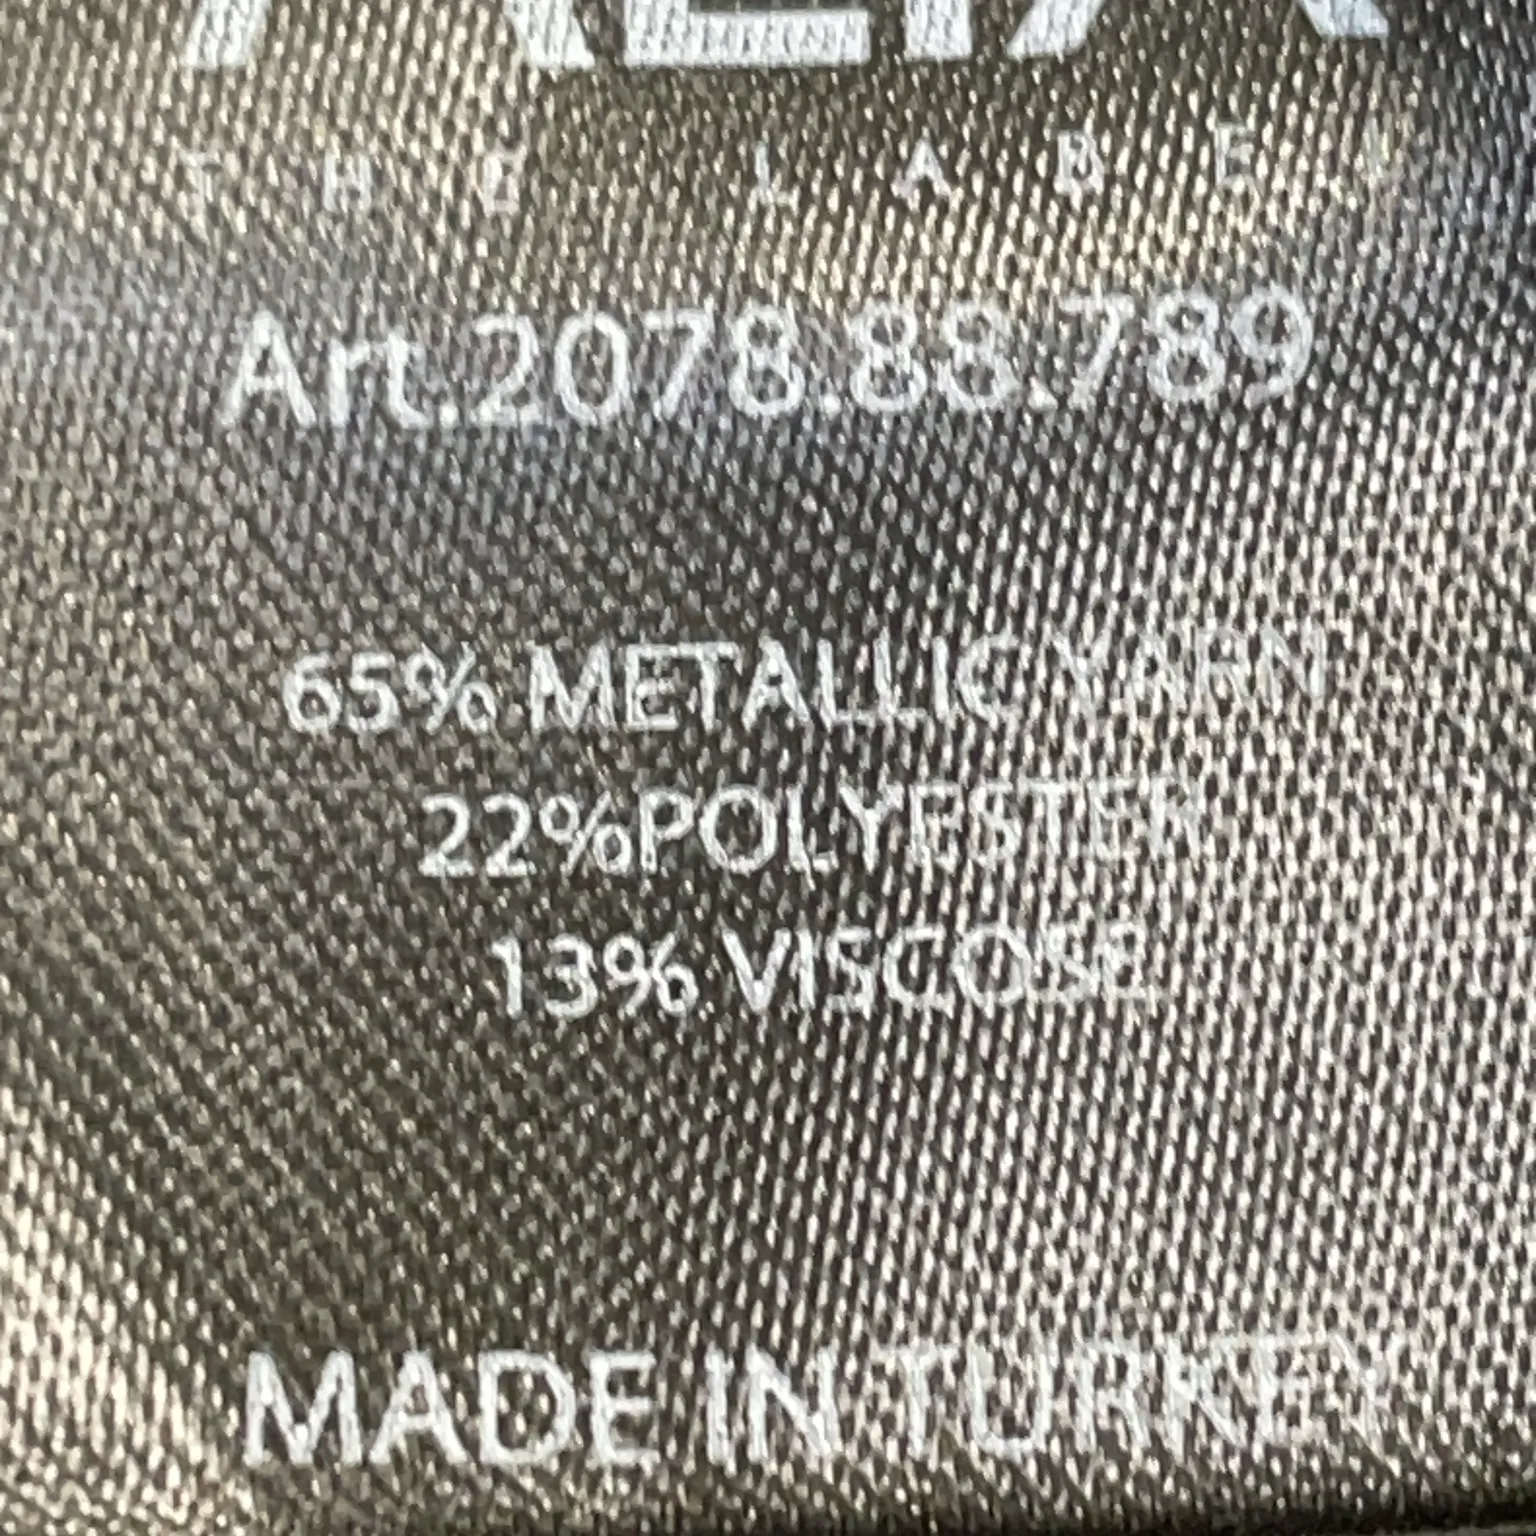 THE LABEL
Art.2078.88.789
65% METALLIC YARN
22%POLYESTER
13% VISCOSE
MADE IN TURKEY